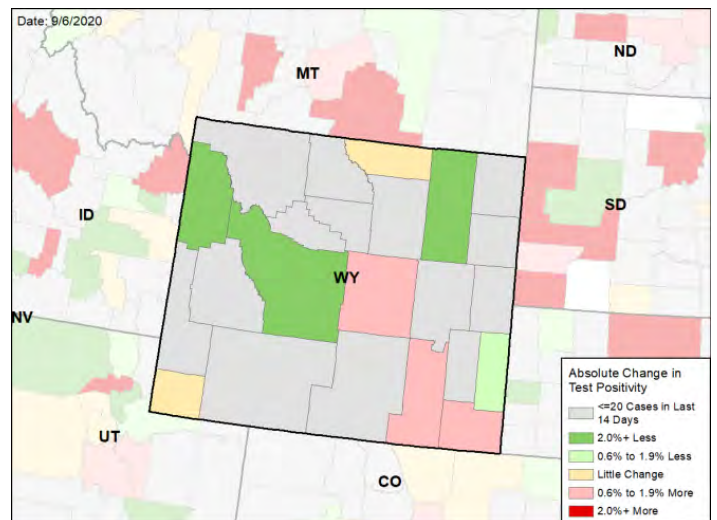 Date: 9/6/2020
MT
ND
ID
SD
WY
NV
UT
CO
Absolute Change in
Test Positivity
<=20 Cases in Last
14 Days
2.0%+ Less
0.6% to 1.9% Less
Little Change
0.6% to 1.9% More
2.0%+ More